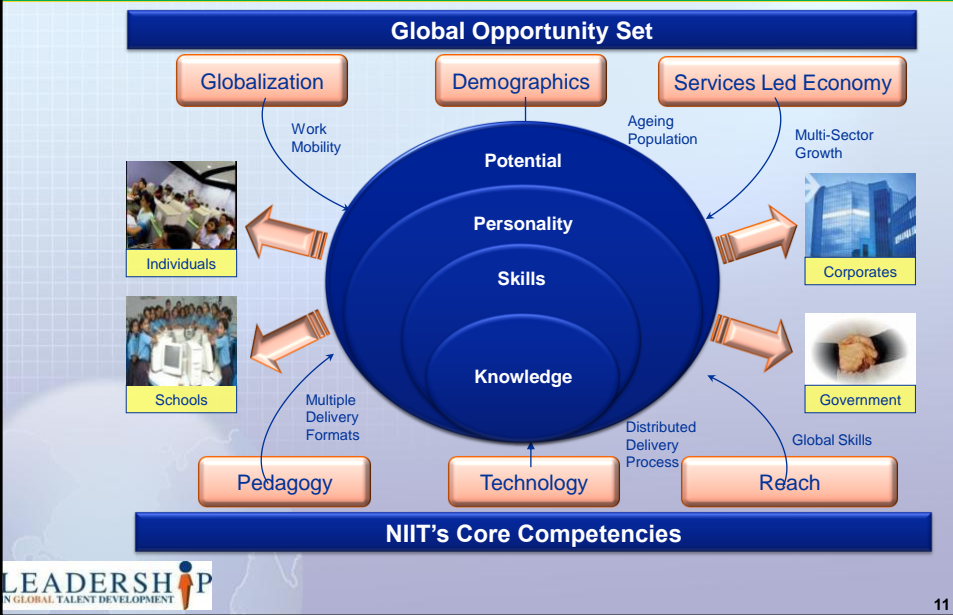 Global Opportunity Set
Globalization
Demographics
Services Led Economy
Work
Mobility
Ageing
Population
Multi-Sector
Growth
Potential
Personality
Skills
Knowledge
Individuals
Corporates
Schools
Government
Multiple
Delivery
Formats
Distributed
Delivery
Process
Global Skills
Pedagogy
Technology
Reach
NIIT's Core Competencies
LEADERSHIP
N GLOBAL TALENT DEVELOPMENT
11